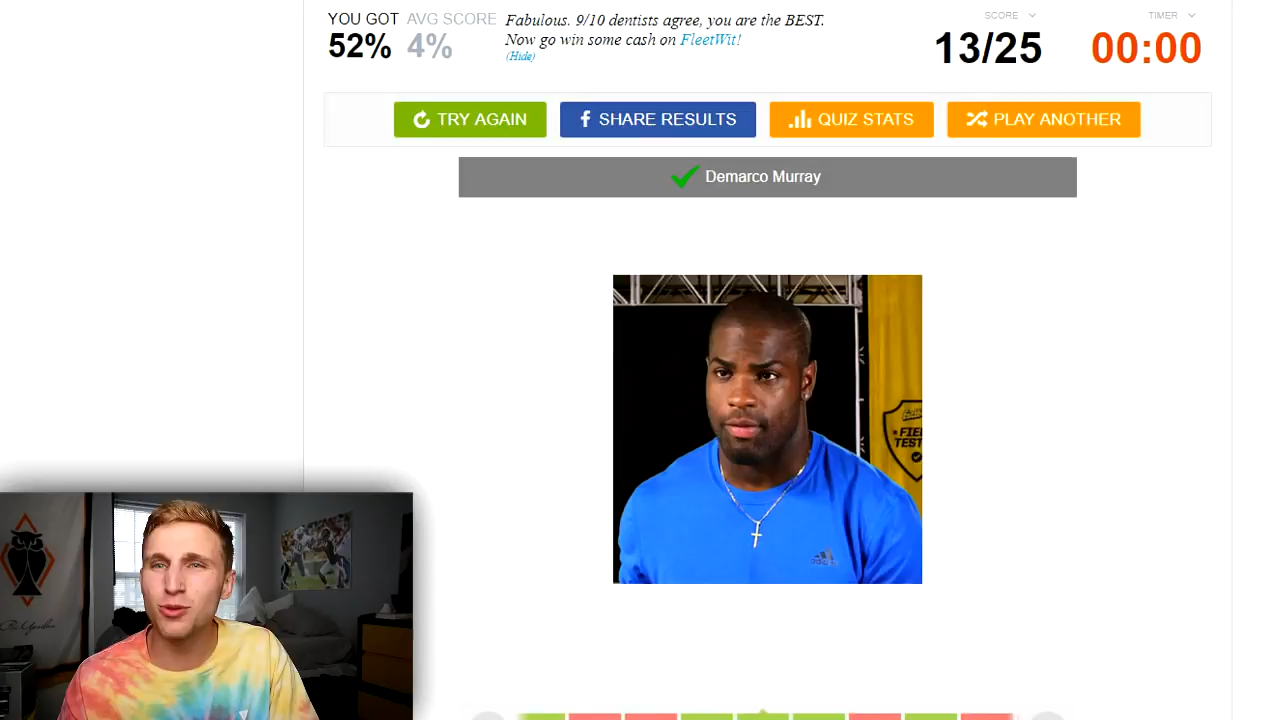 YOU GOT AVG SCORE
52% 4%
Fabulous. 9/10 dentists agree, you are the BEST.
Now go win some cash on FleetWit!
(Hide)
SCORE TIMER
13/25 00:00
TRY AGAIN SHARE RESULTS QUIZ STATS PLAY ANOTHER
Demarco Murray
adidas